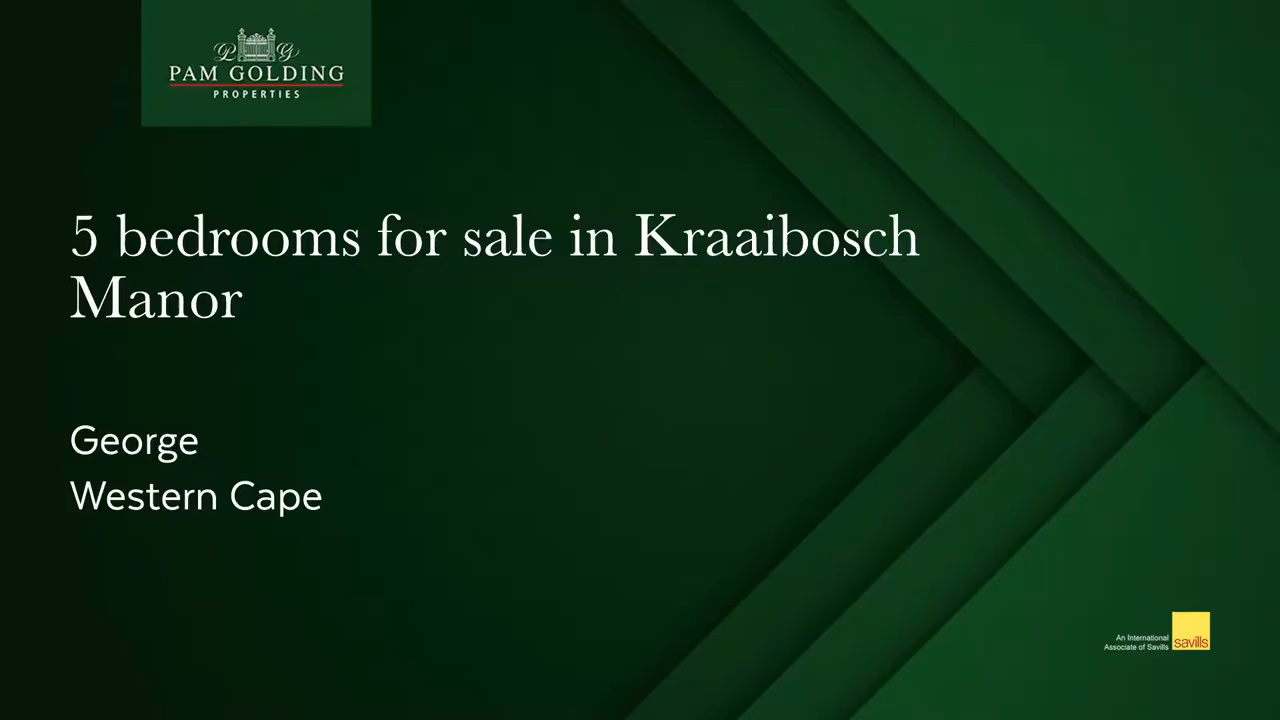 P G
PAM GOLDING
PROPERTIES
5 bedrooms for sale in Kraaibosch
Manor
George
Western Cape
An International
Associate of Savills
savills